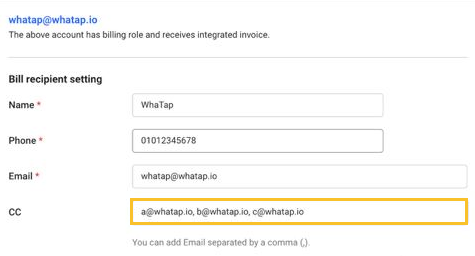 whatap@whatap.io
The above account has billing role and receives integrated invoice.
Bill recipient setting
Name *
WhaTap
Phone *
01012345678
Email *
whatap@whatap.io
CC
a@whatap.io, b@whatap.io, c@whatap.io
You can add Email separated by a comma (,).